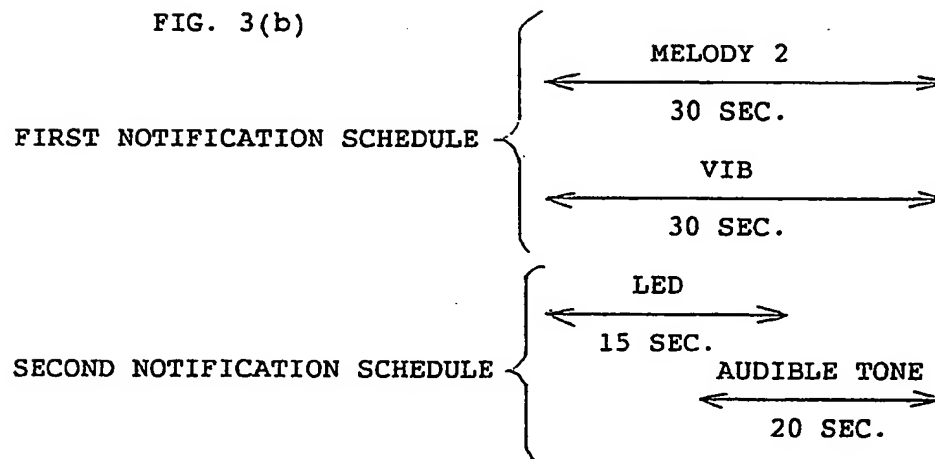 FIG. 3(b)
MELODY 2
30 SEC.
FIRST NOTIFICATION SCHEDULE
VIB
30 SEC.
LED
15 SEC.
SECOND NOTIFICATION SCHEDULE
AUDIBLE TONE
20 SEC.